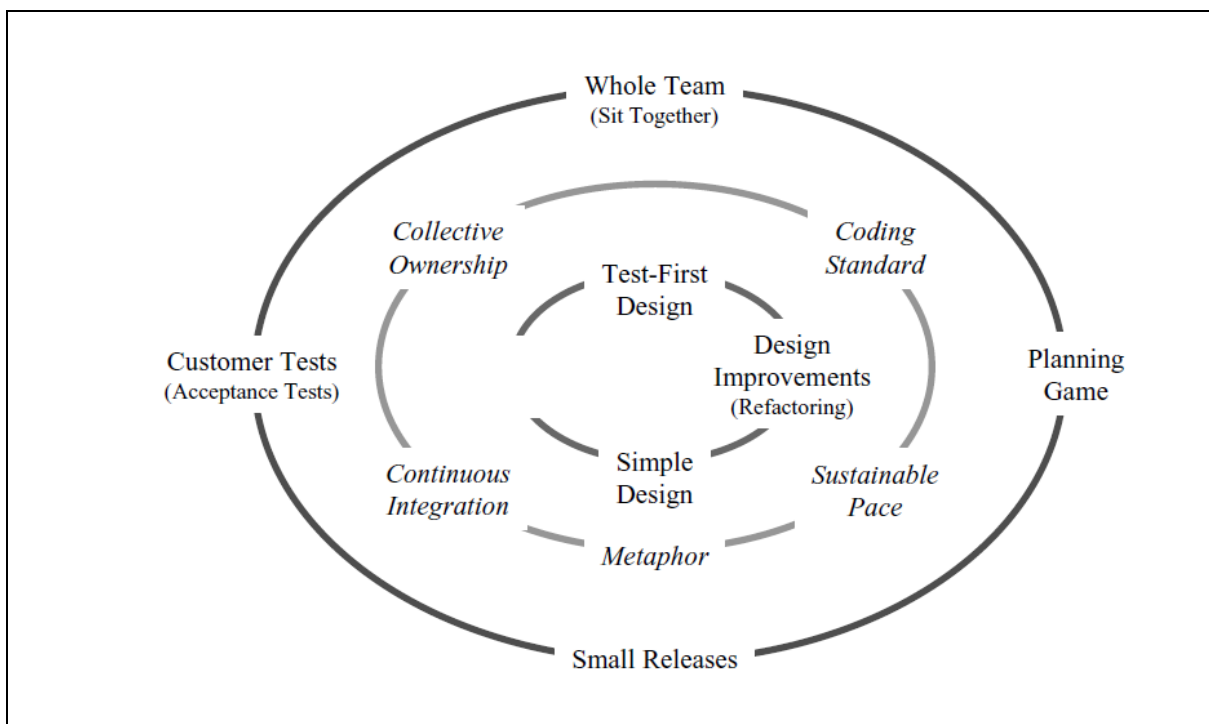 Whole Team
(Sit Together)
Collective
Ownership
Coding
Standard
Test-First
Design
Customer Tests
(Acceptance Tests)
Design
Improvements
(Refactoring)
Planning
Game
Continuous
Integration
Simple
Design
Sustainable
Pace
Metaphor
Small Releases